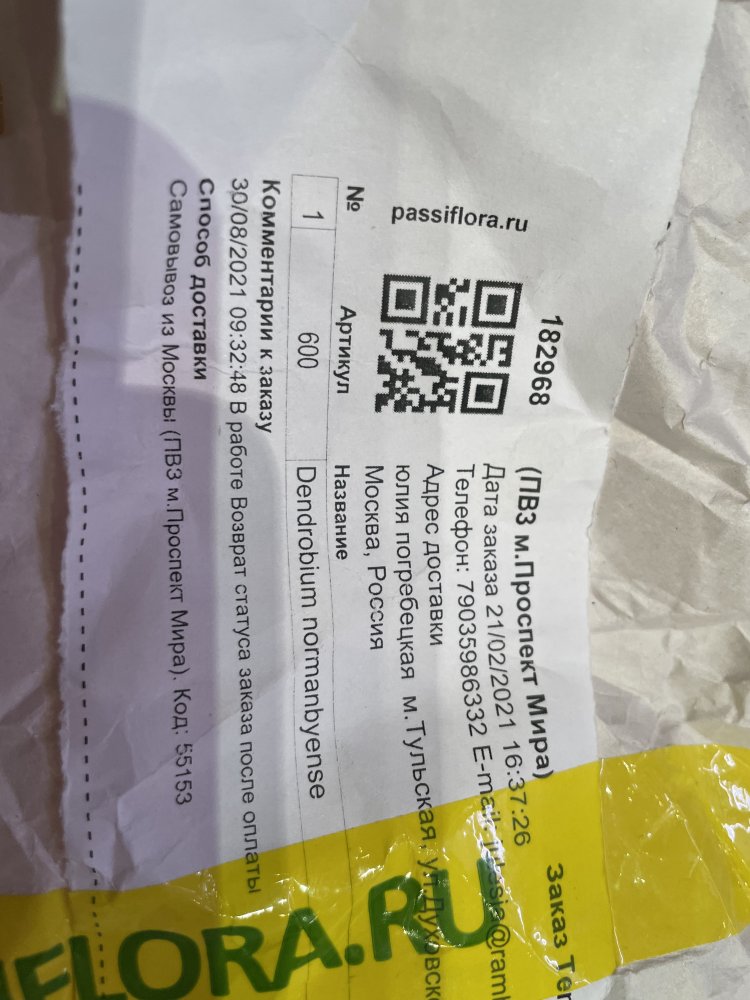 182968
passiflora.ru
(ПВЗ м.Проспект Мира)
Заказ
Дата заказа 21/02/2021 16:37:26
Телефон: 79035986332 E-mail:
Адрес доставки
юлия погребецкая м.Тульская, ул.Духовск
Москва, Россия
№ Артикул Название
1 600 Dendrobium normanbyense
Комментарии к заказу
30/08/2021 09:32:48 В работе Возврат статуса заказа после оплаты
Способ доставки
Самовывоз из Москвы (ПВЗ м.Проспект Мира). Код: 55153
IFLORA.RU